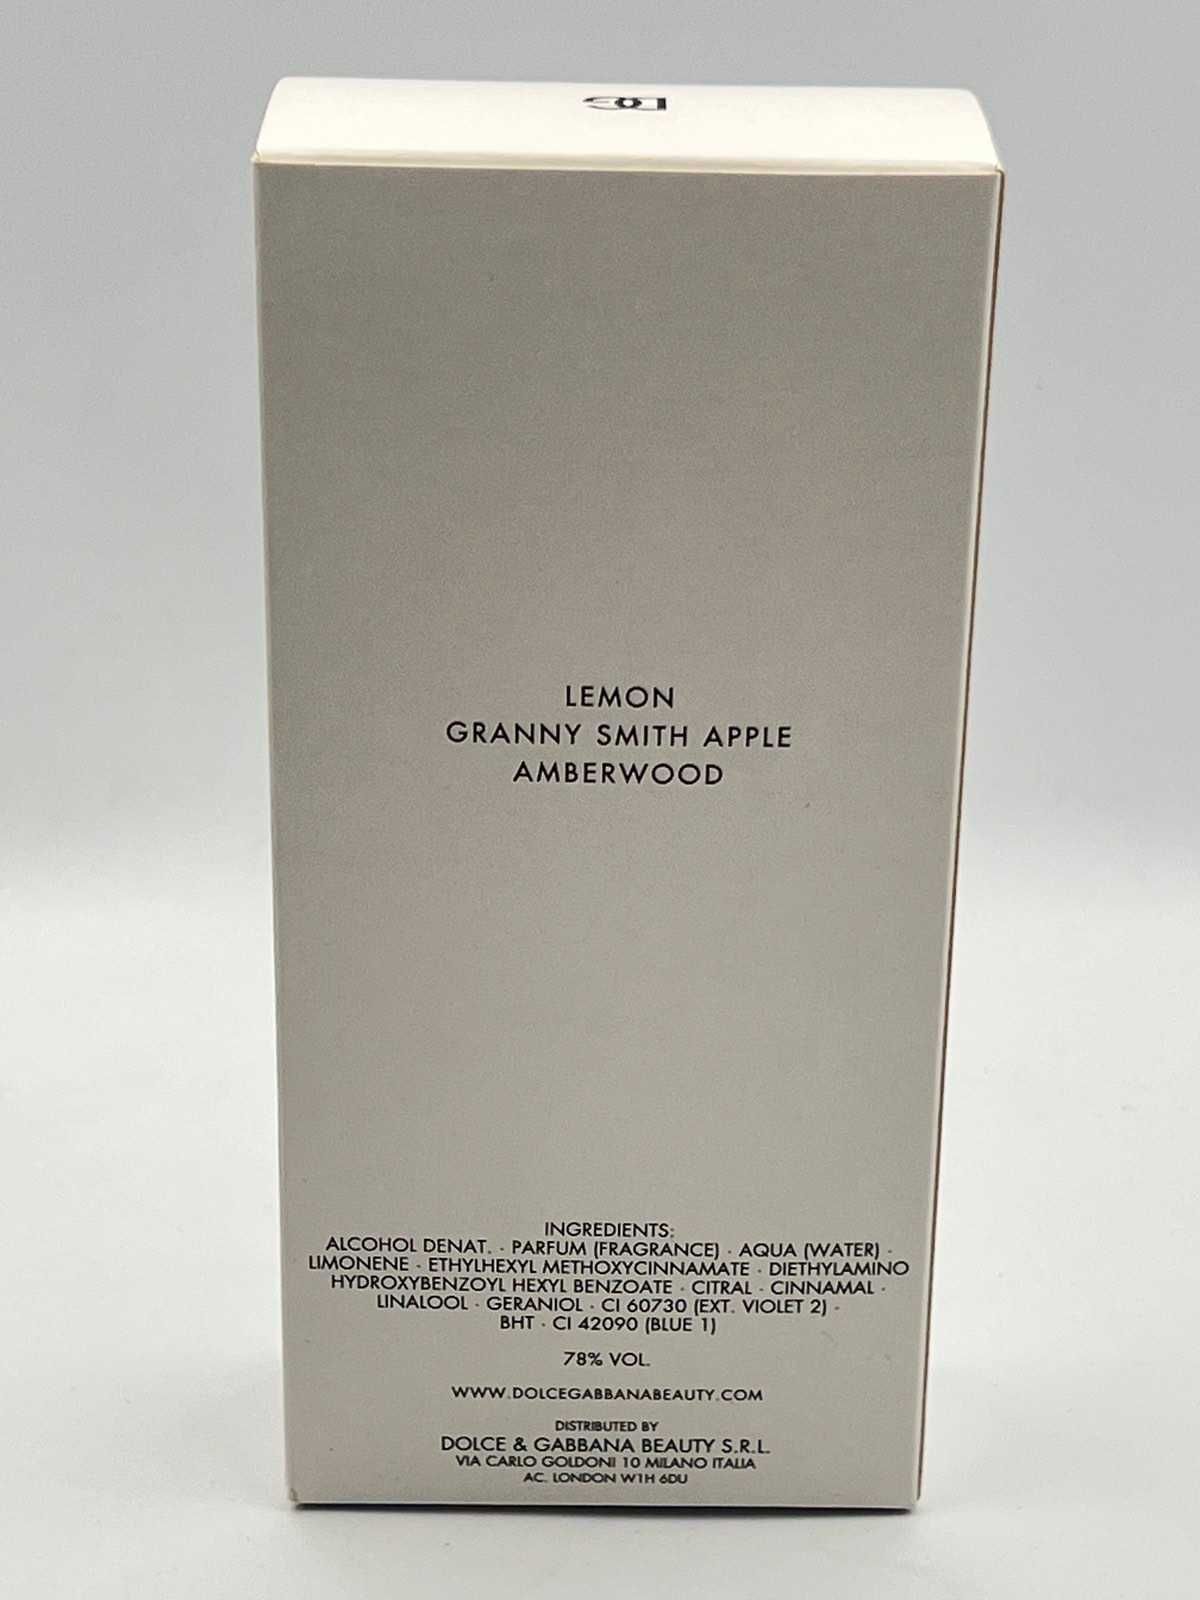 DG
LEMON
GRANNY SMITH APPLE
AMBERWOOD
INGREDIENTS:
ALCOHOL DENAT. · PARFUM (FRAGRANCE) · AQUA (WATER) ·
LIMONENE · ETHYLHEXYL METHOXYCINNAMATE · DIETHYLAMINO
HYDROXYBENZOYL HEXYL BENZOATE · CITRAL · CINNAMAL ·
LINALOOL · GERANIOL · CI 60730 (EXT. VIOLET 2) ·
BHT · CI 42090 (BLUE 1)
78% VOL.
WWW.DOLCEGABBANABEAUTY.COM
DISTRIBUTED BY
DOLCE & GABBANA BEAUTY S.R.L.
VIA CARLO GOLDONI 10 MILANO ITALIA
AC. LONDON W1H 6DU